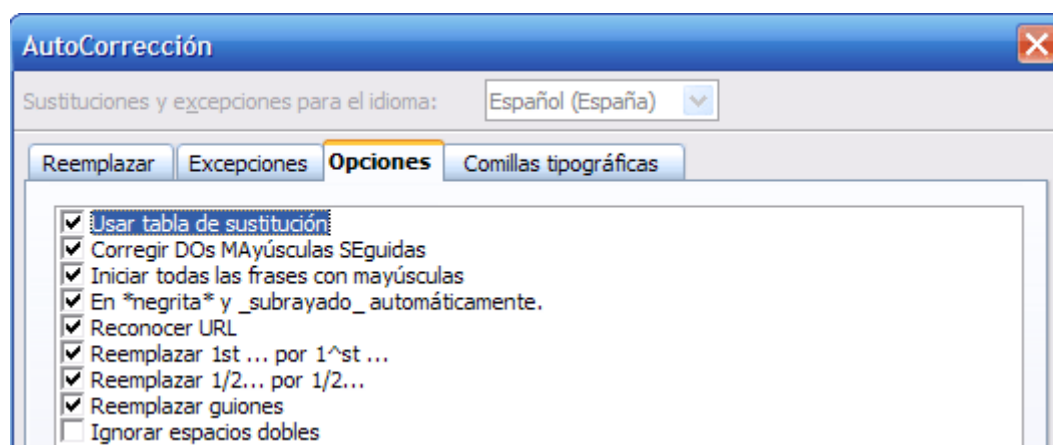 AutoCorrección
Sustituciones y excepciones para el idioma: Español (España)
Reemplazar Excepciones Opciones Comillas tipográficas
Usar tabla de sustitución
Corregir DOs MAyúsculas SEguidas
Iniciar todas las frases con mayúsculas
En *negrita* y _subrayado_ automáticamente.
Reconocer URL
Reemplazar 1st ... por 1^st ...
Reemplazar 1/2... por 1/2...
Reemplazar guiones
Ignorar espacios dobles